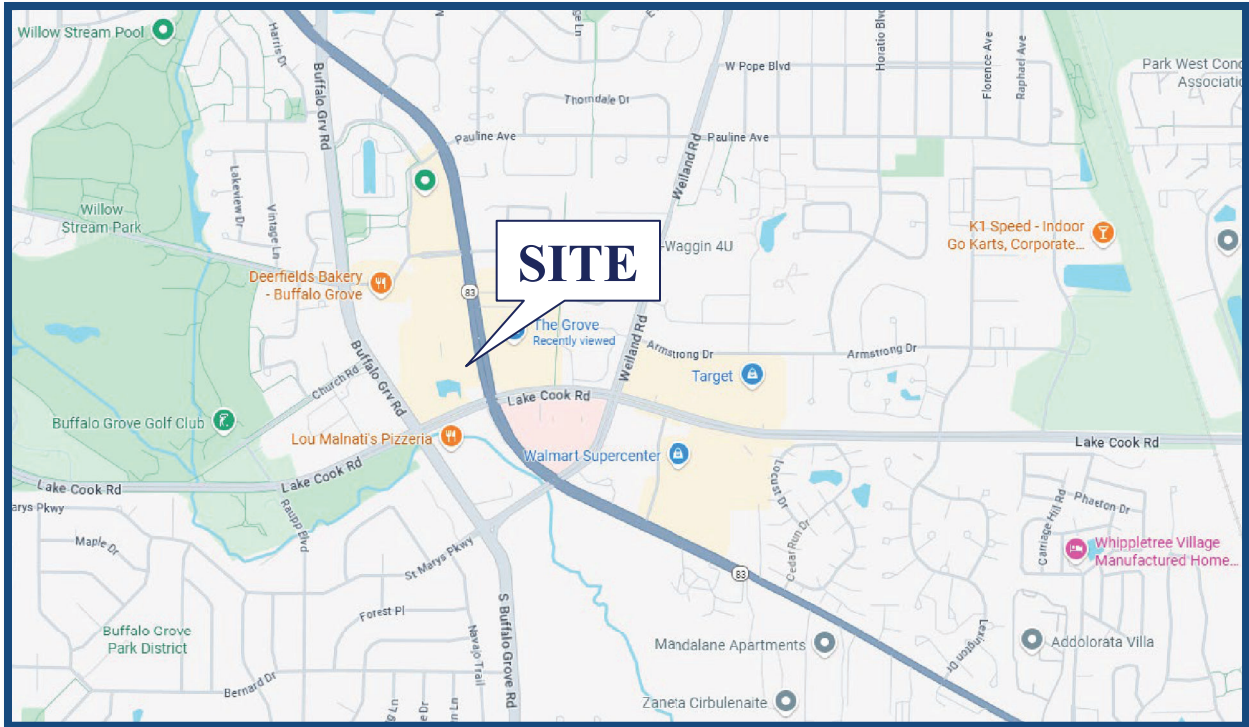 Willow Stream Pool
Harris Dr
Buffalo Grv Rd
W Pope Blvd
Horatio Blvd
Florence Ave
Raphael Ave
Park West Cond
Associatic
Thorndale Dr
Pauline Ave
Pauline Ave
Weiland Rd
Lakeview Dr
Vintage Ln
Willow
Stream Park
K1 Speed - Indoor
Go Karts, Corporate...
-Waggin 4U
SITE
Deerfields Bakery
- Buffalo Grove
83
The Grove
Recently viewed
Weiland Rd
Armstrong Dr
Armstrong Dr
Target
Buffalo Grv Rd
Church Rd
Lake Cook Rd
Buffalo Grove Golf Club
Lou Malnati's Pizzeria
Lake Cook Rd
Walmart Supercenter
Lake Cook Rd
Lake Cook Rd
arys Pkwy
Raupp Blvd
Locust Dr
Carriage Hill Rd
Phaeton Dr
Maple Dr
St Marys Pkwy
Cedar Run Dr
Whippletree Village
Manufactured Home...
83
Forest Pl
S Buffalo Grove Rd
Navajo Trail
Buffalo Grove
Park District
Mandalane Apartments
Lexington Dr
Addolorata Villa
Bernard Dr
Zaneta Cirbulenaite